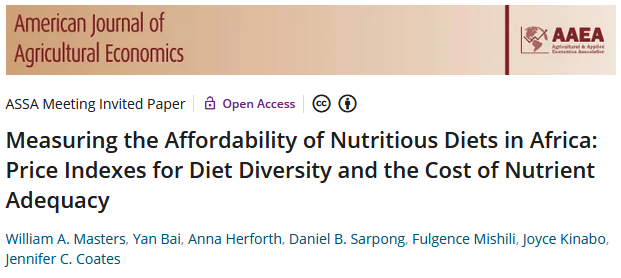 American Journal of
Agricultural Economics
AAEA
Agricultural & Applied
Economics Association
ASSA Meeting Invited Paper
Open Access
Measuring the Affordability of Nutritious Diets in Africa:
Price Indexes for Diet Diversity and the Cost of Nutrient
Adequacy
William A. Masters, Yan Bai, Anna Herforth, Daniel B. Sarpong, Fulgence Mishili, Joyce Kinabo,
Jennifer C. Coates